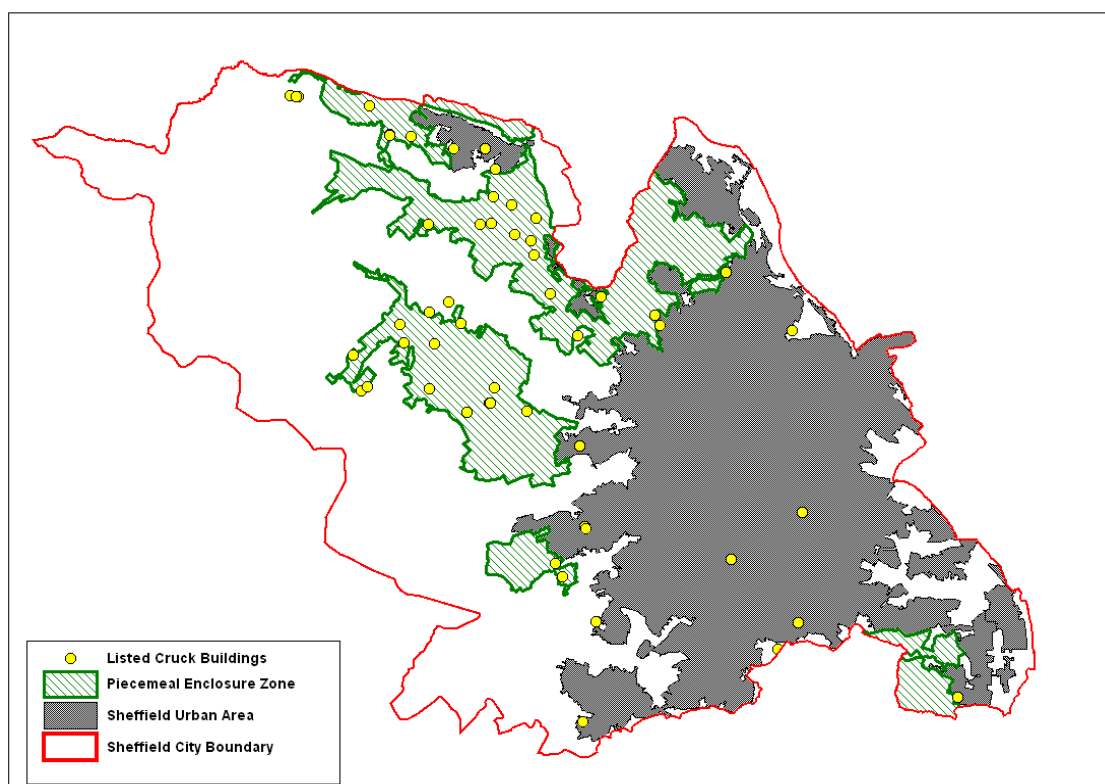 Listed Cruck Buildings
Piecemeal Enclosure Zone
Sheffield Urban Area
Sheffield City Boundary